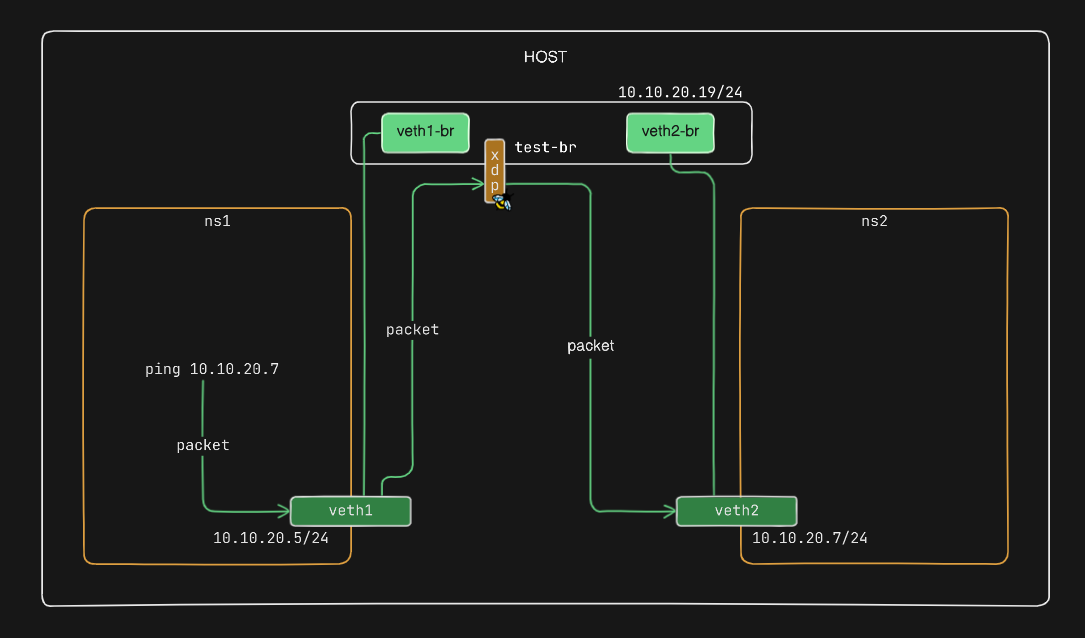 HOST
10.10.20.19/24
veth1-br
veth2-br
test-br
x
d
p
ns1
ns2
packet
packet
ping 10.10.20.7
packet
veth1
veth2
10.10.20.5/24
10.10.20.7/24